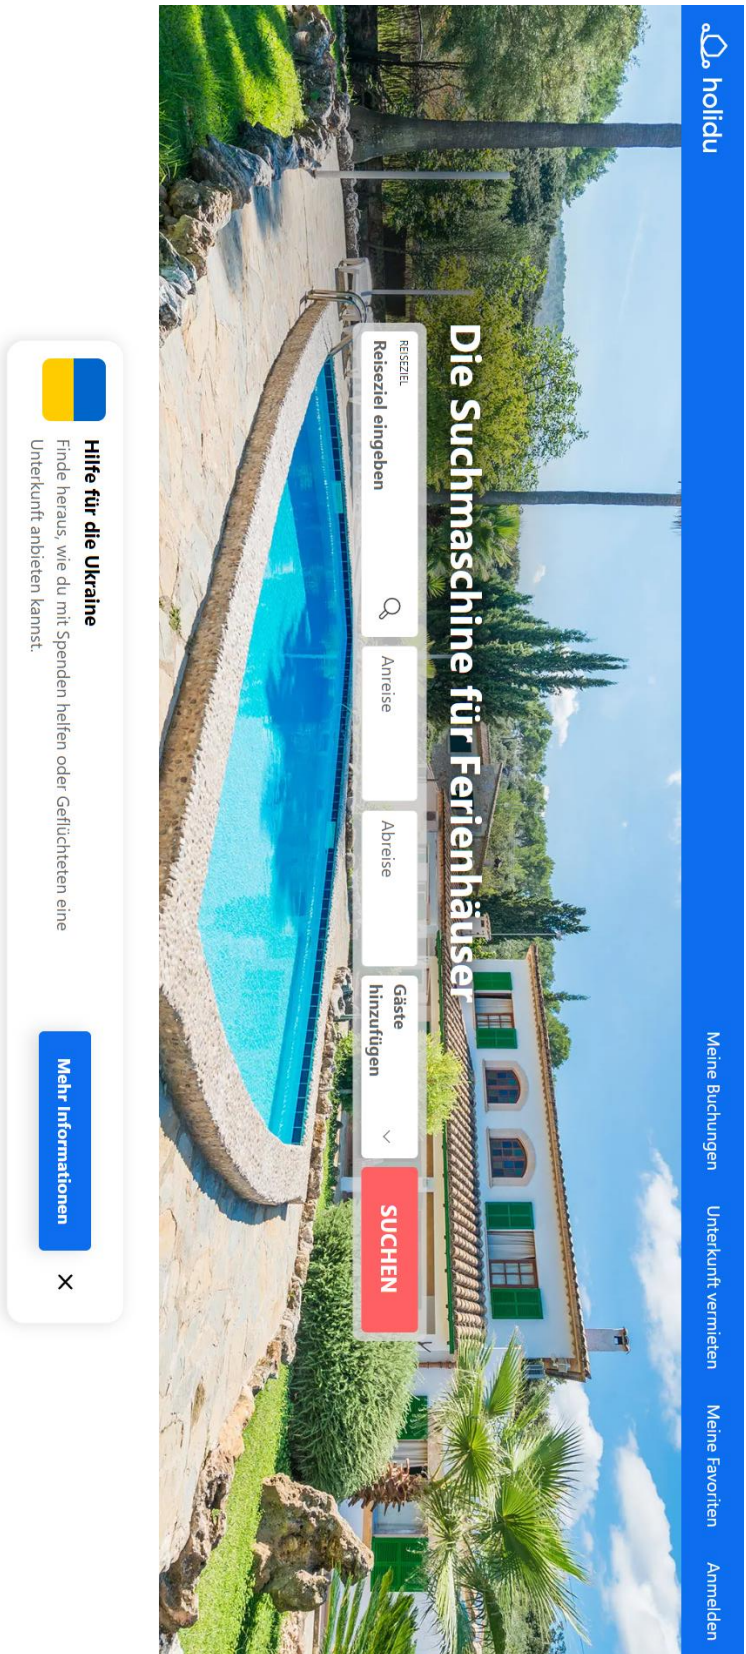 holidu
Meine Buchungen
Unterkunft vermieten
Meine Favoriten
Anmelden
Die Suchmaschine für Ferienhäuser
REISEZIEL
Reiseziel eingeben
Anreise
Abreise
Gäste
hinzufügen
SUCHEN
Hilfe für die Ukraine
Finde heraus, wie du mit Spenden helfen oder Geflüchteten eine
Unterkunft anbieten kannst.
Mehr Informationen